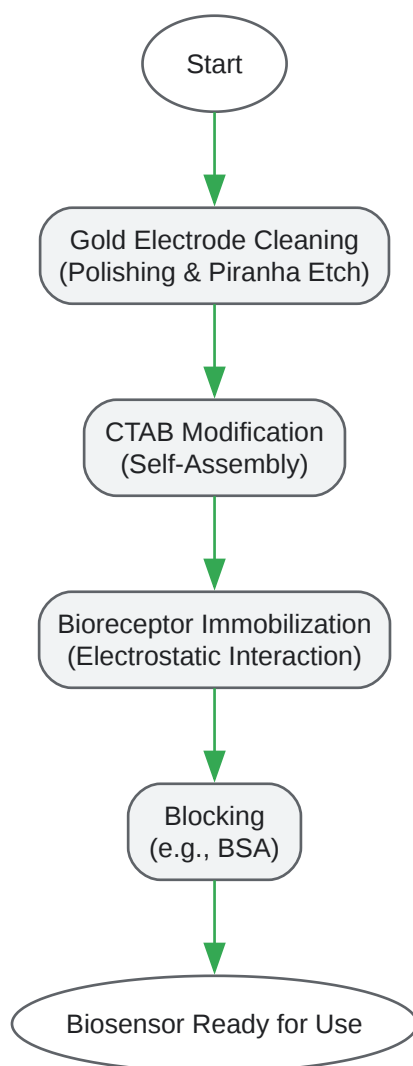 Start
Gold Electrode Cleaning
(Polishing & Piranha Etch)
CTAB Modification
(Self-Assembly)
Bioreceptor Immobilization
(Electrostatic Interaction)
Blocking
(e.g., BSA)
Biosensor Ready for Use